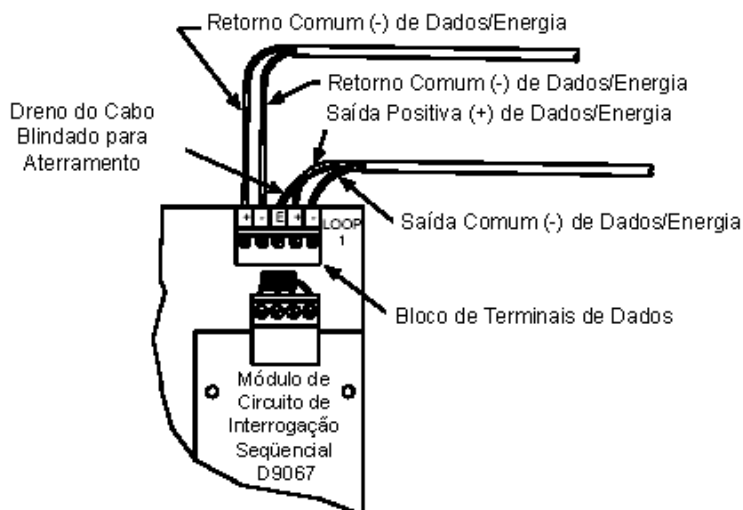 Retorno Comum (-) de Dados/Energia
Retorno Comum (-) de Dados/Energia
Saída Positiva (+) de Dados/Energia
Dreno do Cabo
Blindado para
Aterramento
Saída Comum (-) de Dados/Energia
+ - E + -
LOOP
1
Bloco de Terminais de Dados
Módulo de
Circuito de
Interrogação
Seqüencial
D9067